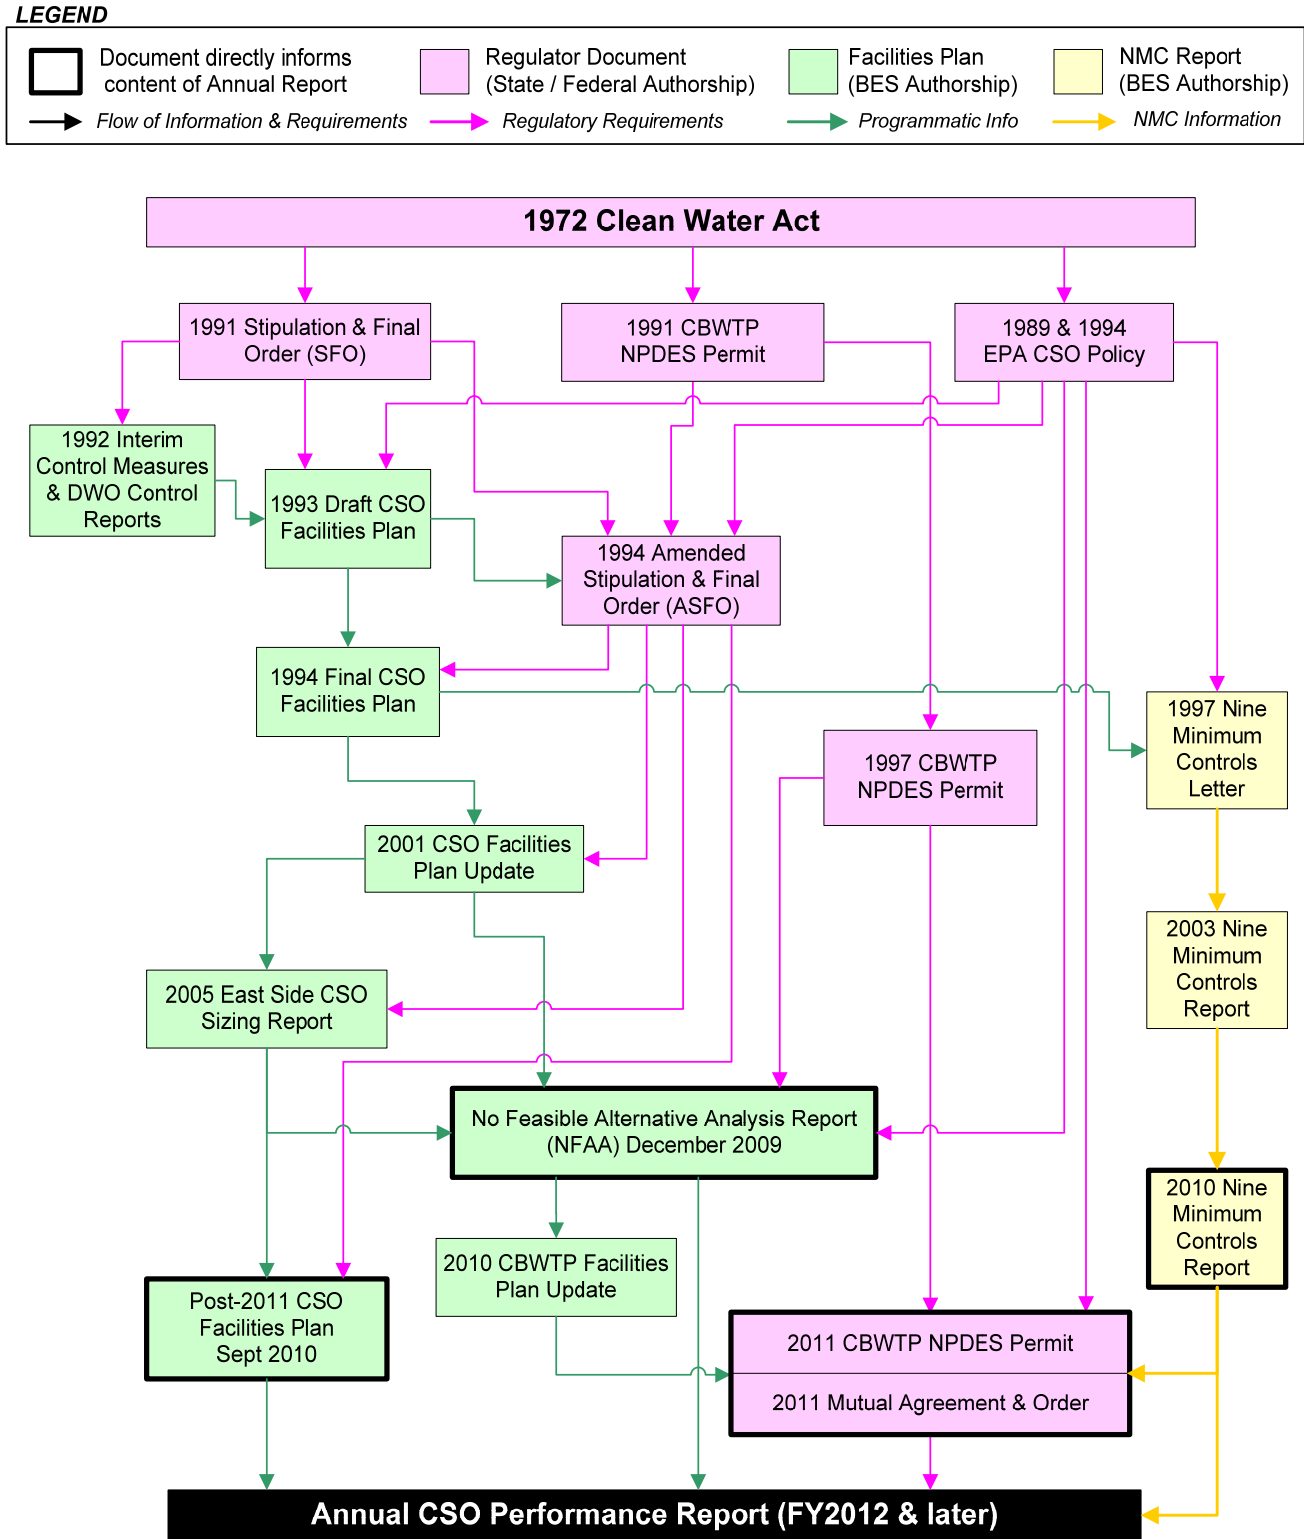 LEGEND
Document directly informs
content of Annual Report
Regulator Document
(State / Federal Authorship)
Facilities Plan
(BES Authorship)
NMC Report
(BES Authorship)
Flow of Information & Requirements
Regulatory Requirements
Programmatic Info
NMC Information
1972 Clean Water Act
1991 Stipulation & Final
Order (SFO)
1991 CBWTP
NPDES Permit
1989 & 1994
EPA CSO Policy
1992 Interim
Control Measures
& DWO Control
Reports
1993 Draft CSO
Facilities Plan
1994 Amended
Stipulation & Final
Order (ASFO)
1994 Final CSO
Facilities Plan
1997 Nine
Minimum
Controls
Letter
1997 CBWTP
NPDES Permit
2001 CSO Facilities
Plan Update
2003 Nine
Minimum
Controls
Report
2005 East Side CSO
Sizing Report
No Feasible Alternative Analysis Report
(NFAA) December 2009
2010 Nine
Minimum
Controls
Report
2010 CBWTP Facilities
Plan Update
Post-2011 CSO
Facilities Plan
Sept 2010
2011 CBWTP NPDES Permit
2011 Mutual Agreement & Order
Annual CSO Performance Report (FY2012 & later)